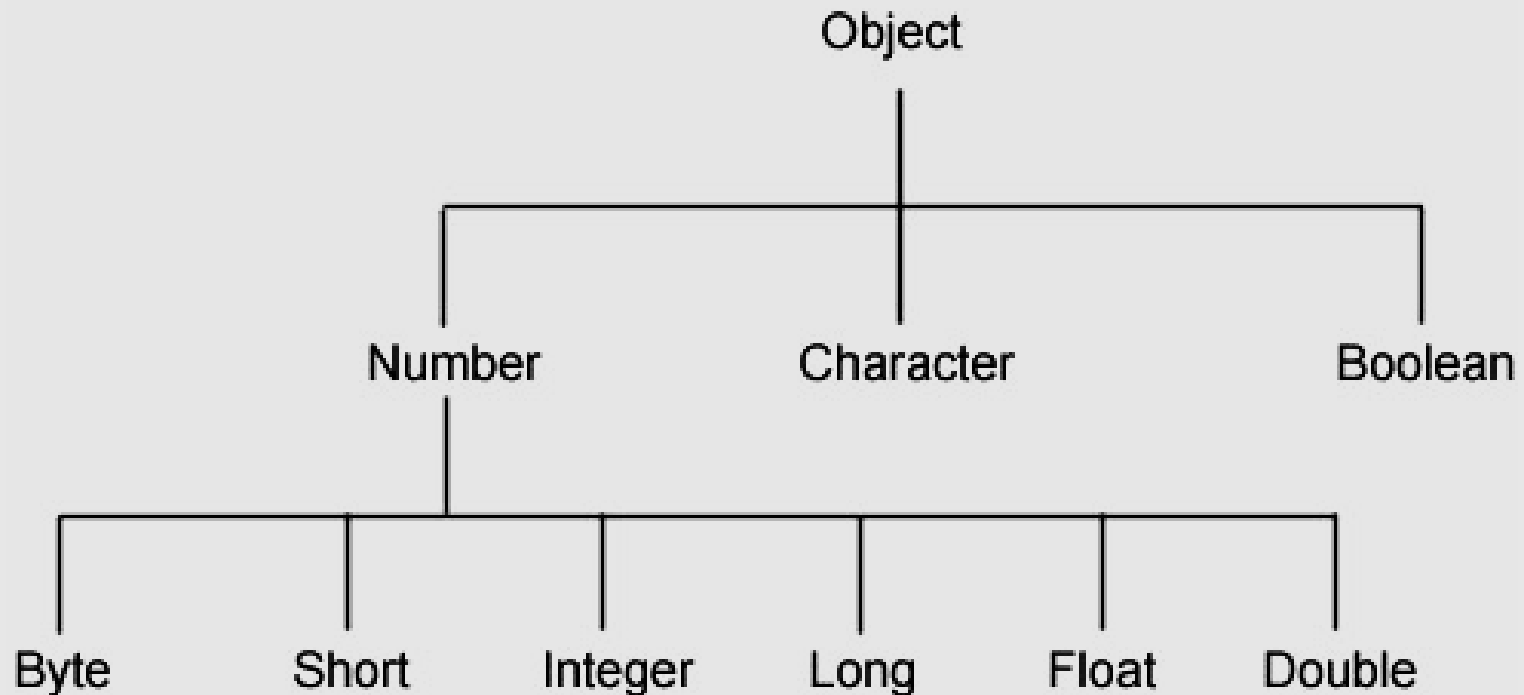 Object
Number Character Boolean
Byte Short Integer Long Float Double